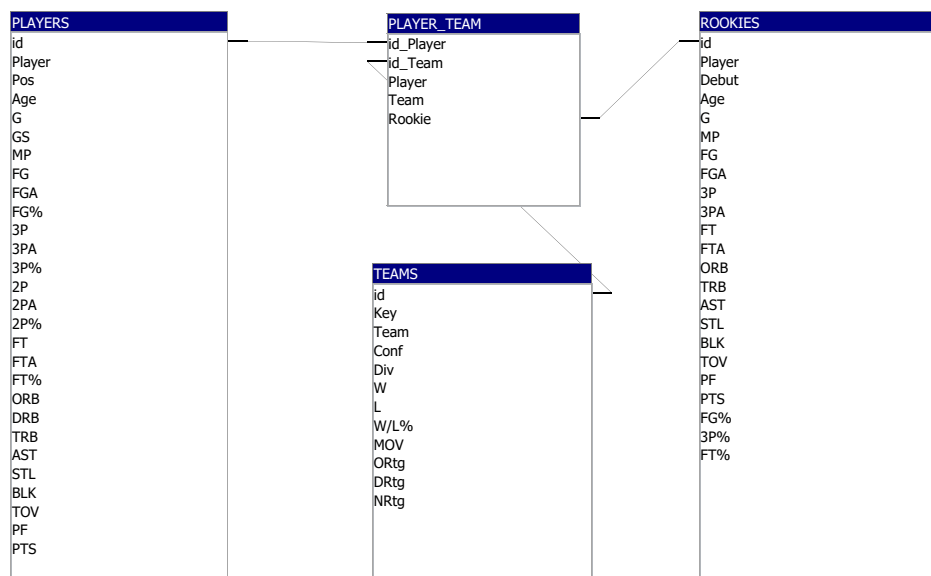 PLAYERS
id
Player
Pos
Age
G
GS
MP
FG
FGA
FG%
3P
3PA
3P%
2P
2PA
2P%
FT
FTA
FT%
ORB
DRB
TRB
AST
STL
BLK
TOV
PF
PTS
PLAYER_TEAM
id_Player
id_Team
Player
Team
Rookie
TEAMS
id
Key
Team
Conf
Div
W
L
W/L%
MOV
ORtg
DRtg
NRtg
ROOKIES
id
Player
Debut
Age
G
MP
FG
FGA
3P
3PA
FT
FTA
ORB
TRB
AST
STL
BLK
TOV
PF
PTS
FG%
3P%
FT%